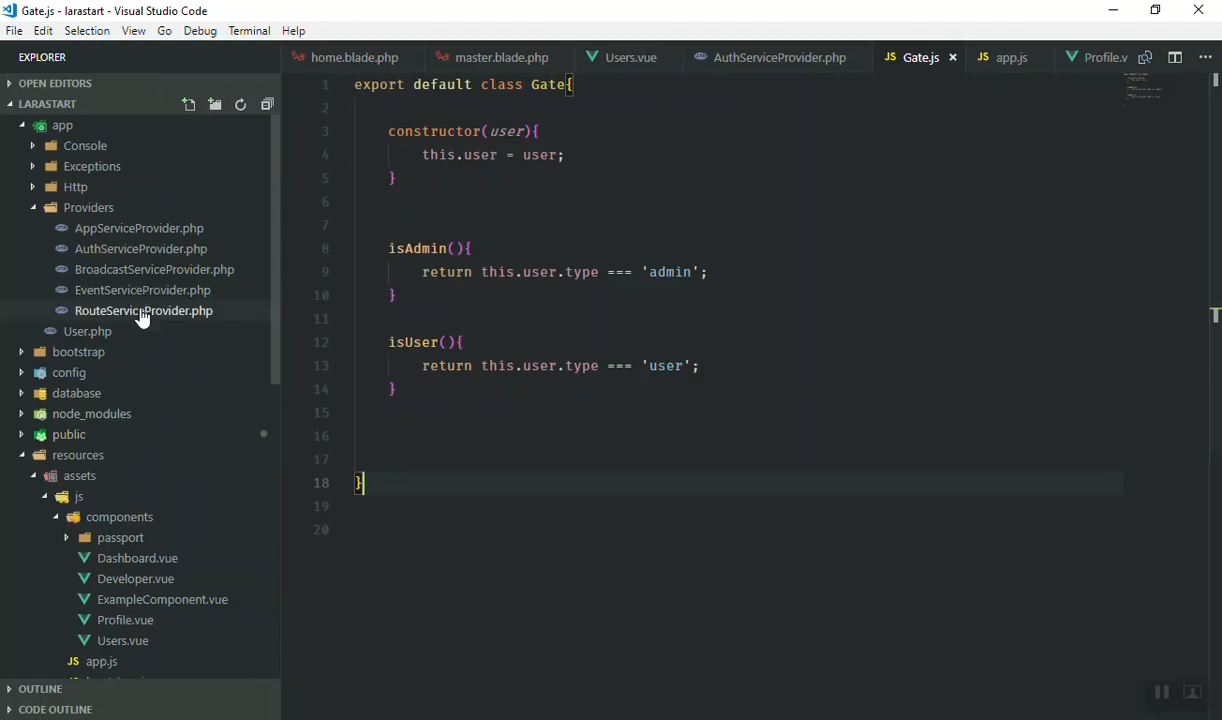 Gate.js - larastart - Visual Studio Code
File Edit Selection View Go Debug Terminal Help
EXPLORER
home.blade.php master.blade.php Users.vue AuthServiceProvider.php JS Gate.js JS app.js Profile.v
OPEN EDITORS
LARASTART
app
Console
Exceptions
Http
Providers
AppServiceProvider.php
AuthServiceProvider.php
BroadcastServiceProvider.php
EventServiceProvider.php
RouteServiceProvider.php
User.php
bootstrap
config
database
node_modules
public
resources
assets
js
components
passport
Dashboard.vue
Developer.vue
ExampleComponent.vue
Profile.vue
Users.vue
JS app.js
OUTLINE
CODE OUTLINE
1 export default class Gate{
2
3 constructor(user){
4 this.user = user;
5 }
6
7
8 isAdmin(){
9 return this.user.type === 'admin';
10 }
11
12 isUser(){
13 return this.user.type === 'user';
14 }
15
16
17
18 }
19
20